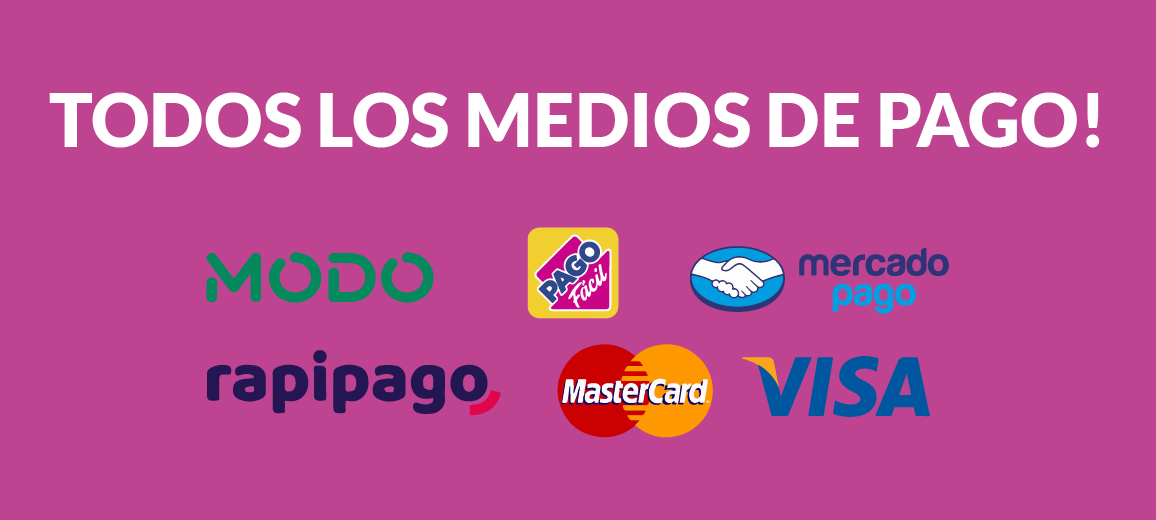 TODOS LOS MEDIOS DE PAGO!
MODO
PAGO
Fácil
mercado
pago
rapipago
MasterCard
VISA